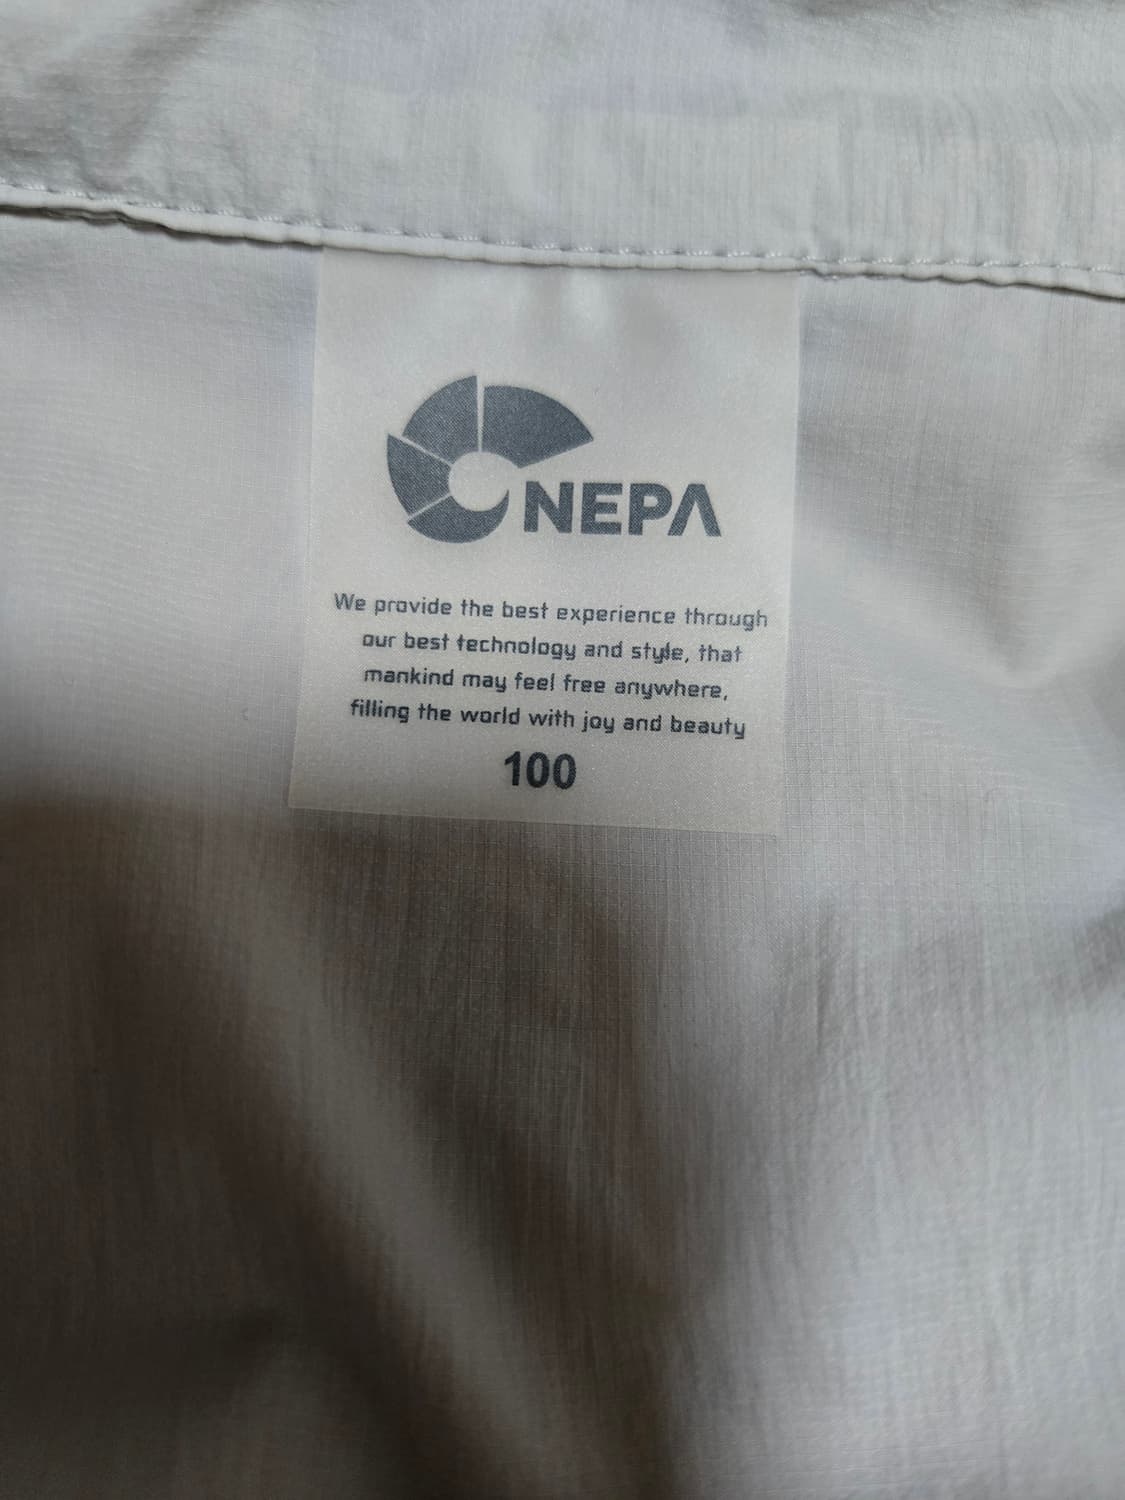 NEPA
We provide the best experience through
our best technology and style, that
mankind may feel free anywhere,
filling the world with joy and beauty
100